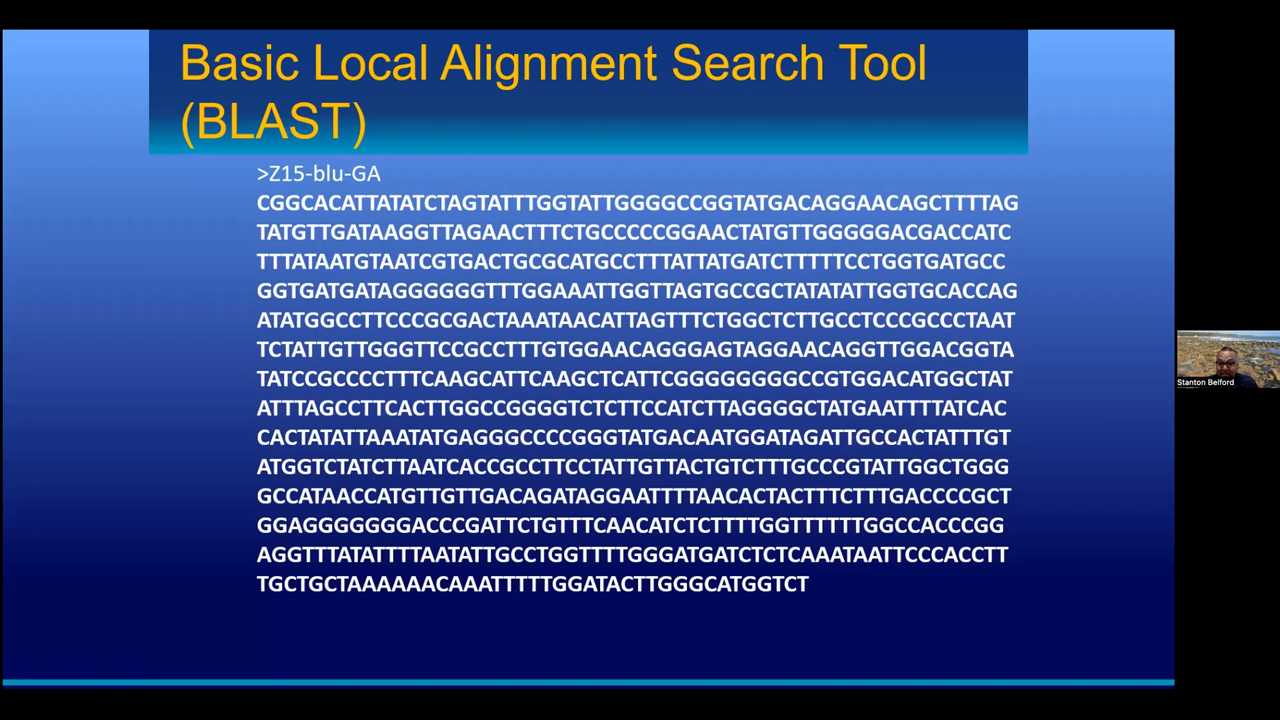 Basic Local Alignment Search Tool
(BLAST)
>Z15-blu-GA
CGGCACATTATATCTAGTATTTGGTATTGGGGCCGGTATGACAGGAACAGCTTTTAG
TATGTTGATAAGGTTAGAACTTTCTGCCCCCGGAACTATGTTGGGGGACGACCATC
TTTATAATGTAATCGTGACTGCGCATGCCTTTATTATGATCTTTTTCCTGGTGATGCC
GGTGATGATAGGGGGGTTTGGAAATTGGTTAGTGCCGCTATATATTGGTGCACCAG
ATATGGCCTTCCCGCGACTAAATAACATTAGTTTCTGGCTCTTGCCTCCCGCCCTAAT
TCTATTGTTGGGTTCCGCCTTTGTGGAACAGGGAGTAGGAACAGGTTGGACGGTA
TATCCGCCCCTTTCAAGCATTCAAGCTCATTCGGGGGGGGCCGTGGACATGGCTAT
ATTTAGCCTTCACTTGGCCGGGGTCTCTTCCATCTTAGGGGCTATGAATTTTATCAC
CACTATATTAAATATGAGGGCCCCGGGTATGACAATGGATAGATTGCCACTATTTGT
ATGGTCTATCTTAATCACCGCCTTCCTATTGTTACTGTCTTTGCCCGTATTGGCTGGG
GCCATAACCATGTTGTTGACAGATAGGAATTTTAACACTACTTTCTTTGACCCCGCT
GGAGGGGGGGACCCGATTCTGTTTCAACATCTCTTTTGGTTTTTTGGCCACCCGG
AGGTTTATATTTTAATATTGCCTGGTTTTGGGATGATCTCTCAAATAATTCCCACCTT
TGCTGCTAAAAAACAAATTTTTGGATACTTGGGCATGGTCT
Stanton Belford